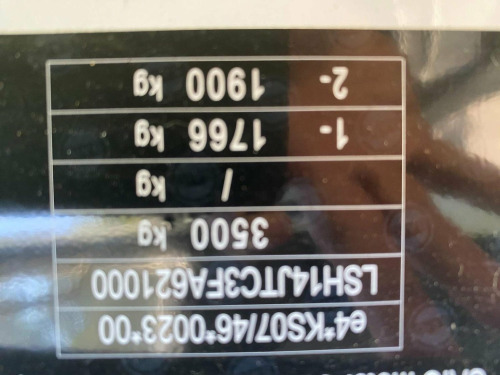 e4*KS07/46*0023*00
LSH14JTC3FA621000
3500 kg
/ kg
1- 1766 kg
2- 1900 kg